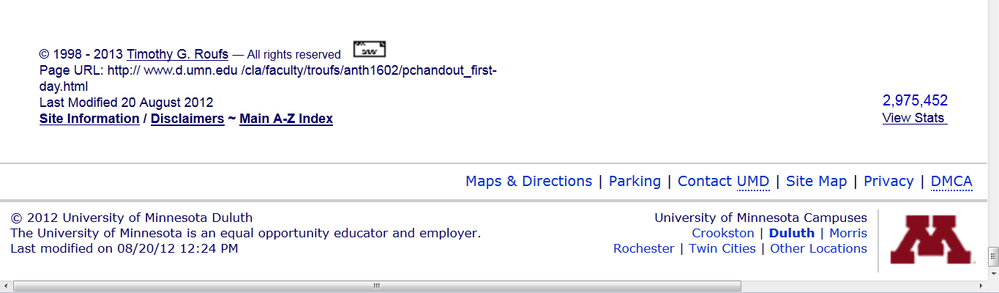 © 1998 - 2013 Timothy G. Roufs — All rights reserved
Page URL: http:// www.d.umn.edu /cla/faculty/troufs/anth1602/pchandout_first-
day.html
Last Modified 20 August 2012
Site Information / Disclaimers ~ Main A-Z Index
2,975,452
View Stats
Maps & Directions | Parking | Contact UMD | Site Map | Privacy | DMCA
© 2012 University of Minnesota Duluth
The University of Minnesota is an equal opportunity educator and employer.
Last modified on 08/20/12 12:24 PM
University of Minnesota Campuses
Crookston | Duluth | Morris
Rochester | Twin Cities | Other Locations
M